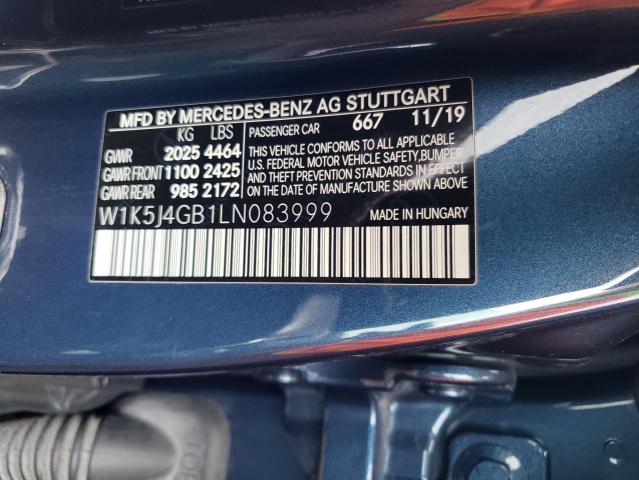 MFD BY MERCEDES-BENZ AG STUTTGART
KG LBS PASSENGER CAR 667 11/19
GVWR 2025 4464
GAWR FRONT 1100 2425
GAWR REAR 985 2172
THIS VEHICLE CONFORMS TO ALL APPLICABLE
U.S. FEDERAL MOTOR VEHICLE SAFETY, BUMPER
AND THEFT PREVENTION STANDARDS IN EFFECT
ON THE DATE OF MANUFACTURE SHOWN ABOVE.
W1K5J4GB1LN083999 MADE IN HUNGARY